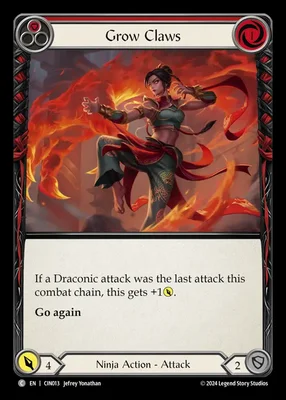 Grow Claws
If a Draconic attack was the last attack this
combat chain, this gets +1.
Go again
4
Ninja Action - Attack
2
C EN | CIN013 Jefrey Yonathan
© 2024 Legend Story Studios